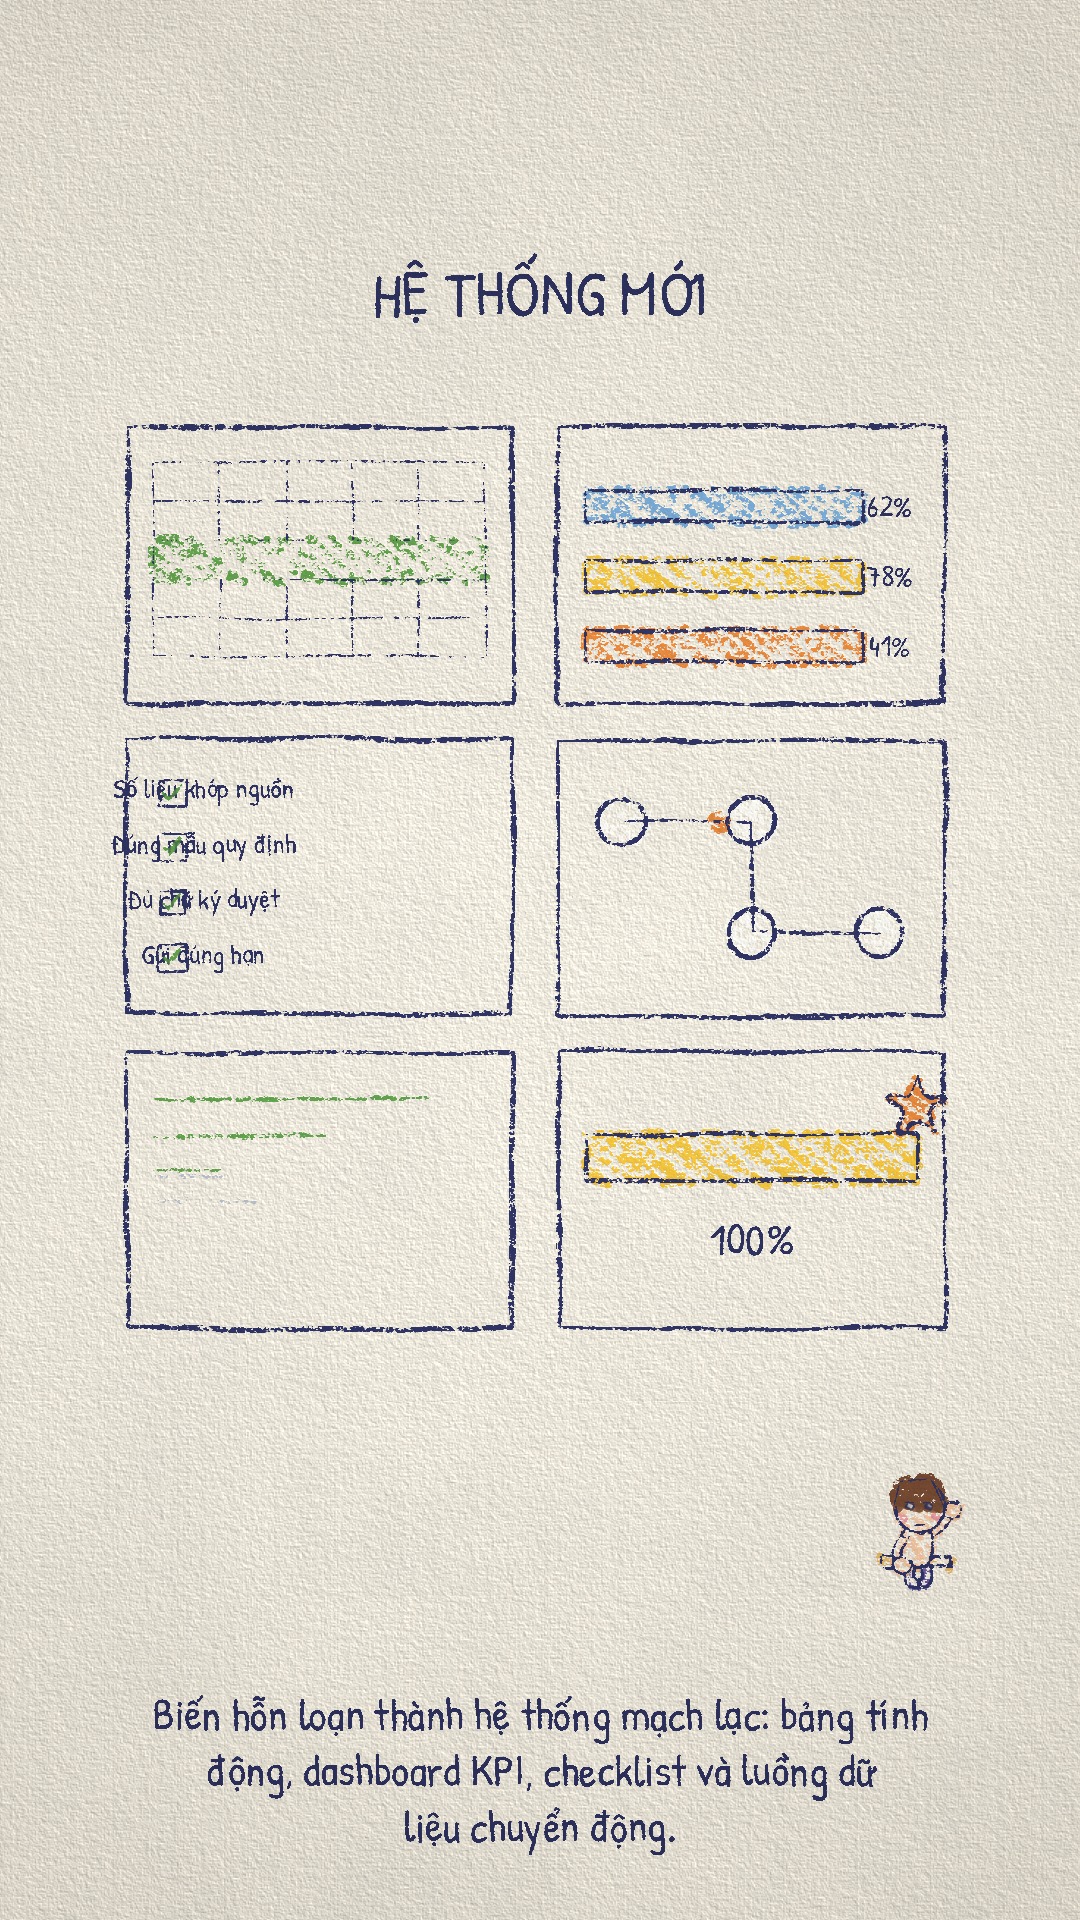 HỆ THỐNG MỚI
62%
78%
41%
Số liệu khớp nguồn
Đúng mẫu quy định
Đủ chữ ký duyệt
Gửi đúng hạn
100%
Biến hỗn loạn thành hệ thống mạch lạc: bảng tính
động, dashboard KPI, checklist và luồng dữ
liệu chuyển động.